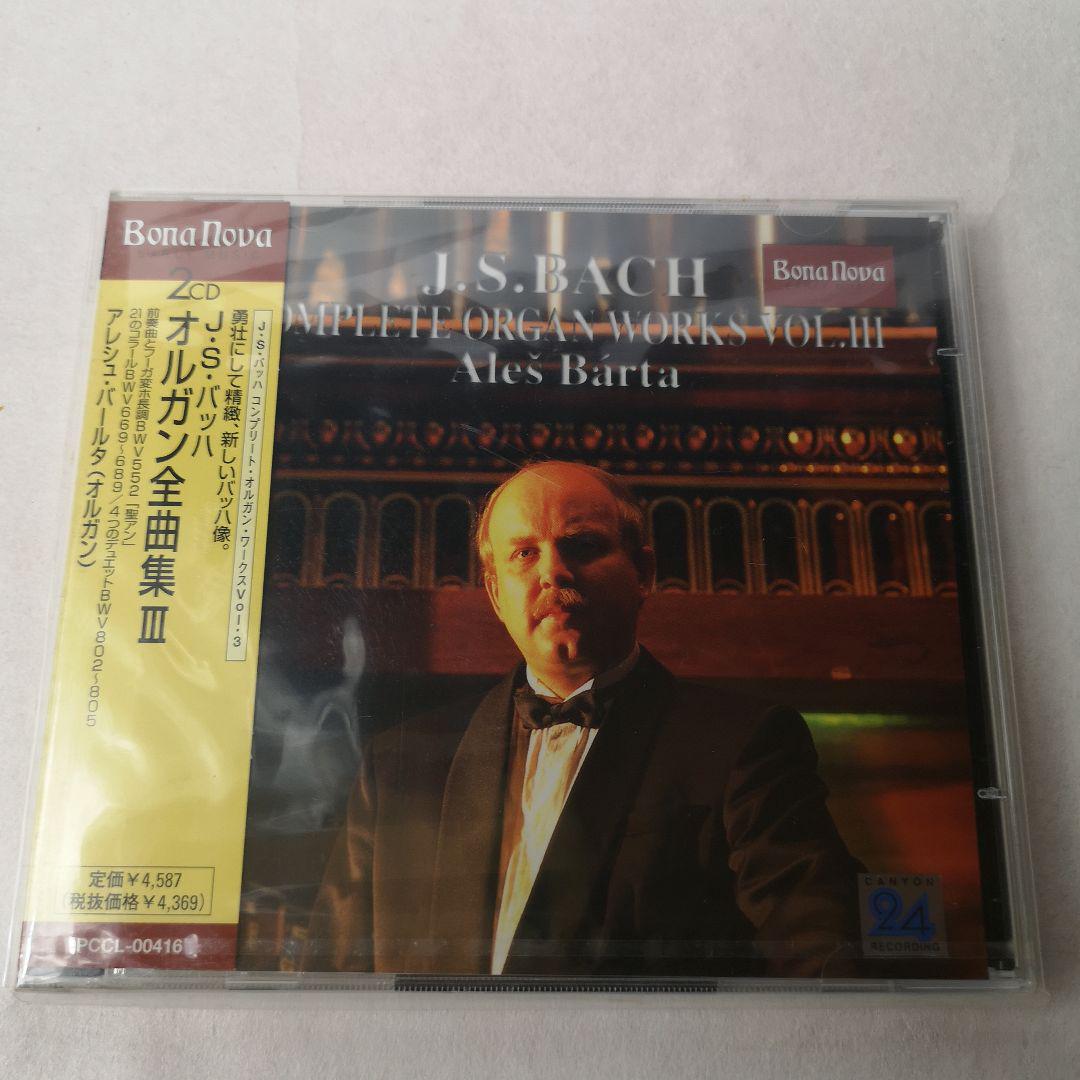 Bona Nova
2CD
J・S・バッハ コンプリート・オルガン・ワークスVol.3
勇壮にして精緻、新しいバッハ像。
J・S・バッハ
オルガン全曲集 III
前奏曲とフーガ変ホ長調BWV552「聖アン」
21のコラールBWV669~689/4つのデュエットBWV802~805
アレシュ・バールタ(オルガン)
定価¥4,587
(税抜価格¥4,369)
PCCL-00416
J.S.BACH
OMPLETE ORGAN WORKS VOL.III
Aleš Bárta
Bona Nova
CANYON
24
RECORDING